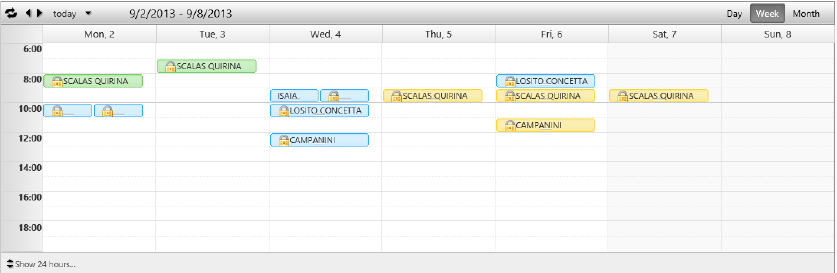 today 9/2/2013 - 9/8/2013 Day Week Month
Mon, 2 Tue, 3 Wed, 4 Thu, 5 Fri, 6 Sat, 7 Sun, 8
6:00
SCALAS QUIRINA
8:00 SCALAS QUIRINA LOSITO CONCETTA
ISAIA. SCALAS QUIRINA SCALAS QUIRINA SCALAS QUIRINA
10:00 LOSITO CONCETTA
CAMPANINI
12:00 CAMPANINI
14:00
16:00
18:00
Show 24 hours...